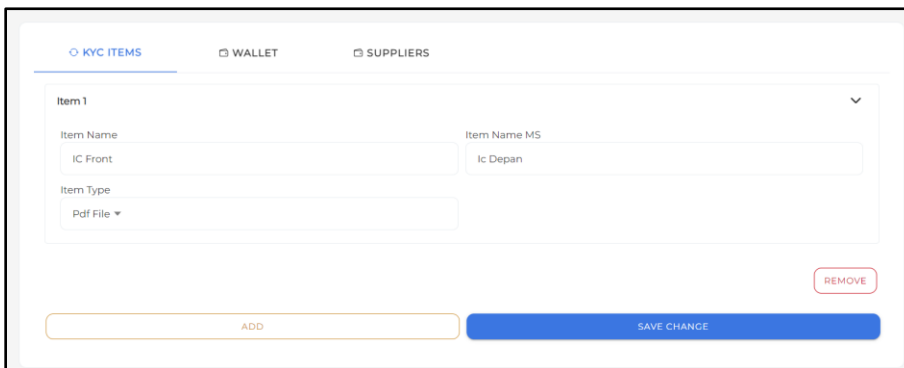 KYC ITEMS WALLET SUPPLIERS
Item 1
Item Name Item Name MS
IC Front Ic Depan
Item Type
Pdf File
REMOVE
ADD SAVE CHANGE